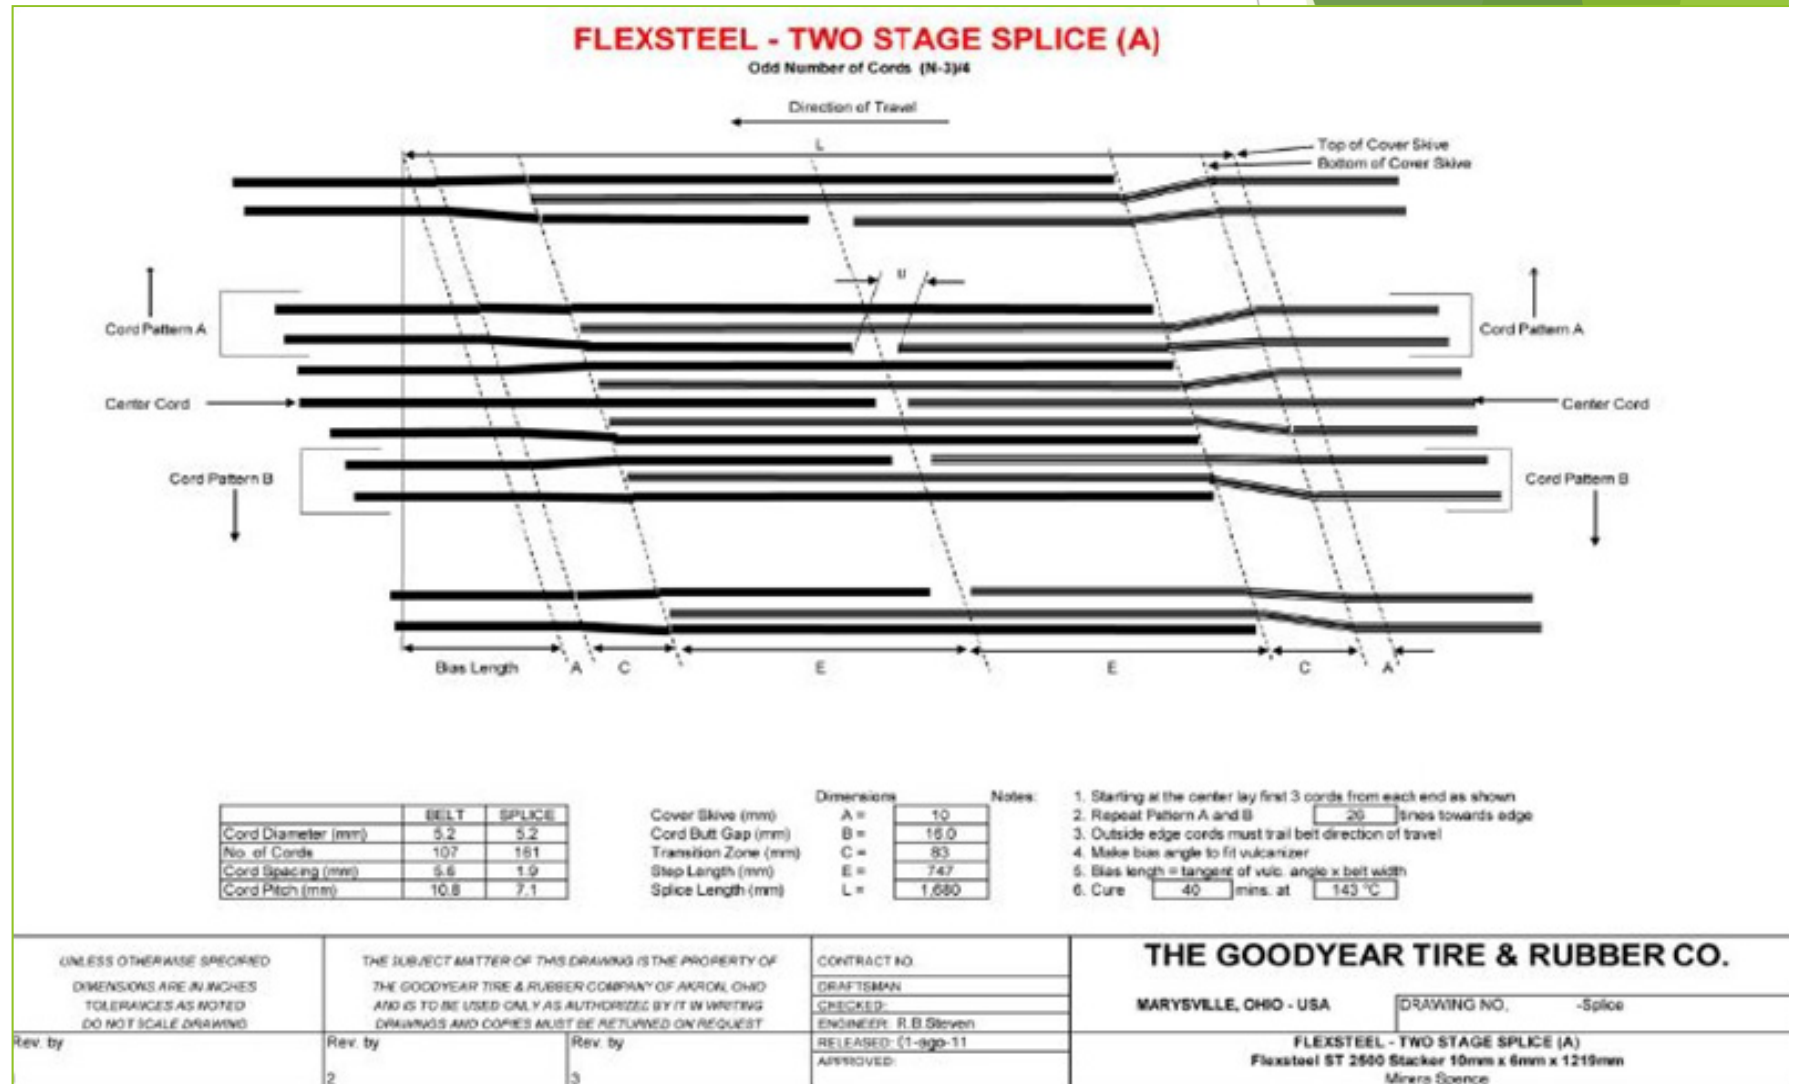 FLEXSTEEL - TWO STAGE SPLICE (A)
Odd Number of Cords (N-3)/4
Direction of Travel
L
Top of Cover Skive
Bottom of Cover Skive
Cord Pattern A
Cord Pattern A
Center Cord
Center Cord
Cord Pattern B
Cord Pattern B
Bias Length A C E E C A
BELT SPLICE
Cord Diameter (mm) 5.2 5.2
No. of Cords 107 161
Cord Spacing (mm) 5.6 1.9
Cord Pitch (mm) 10.8 7.1
Dimensions
Cover Skive (mm) A = 10
Cord Butt Gap (mm) B = 16.0
Transition Zone (mm) C = 83
Step Length (mm) E = 747
Splice Length (mm) L = 1,680
Notes:
1. Starting at the center lay first 3 cords from each end as shown
2. Repeat Pattern A and B 26 times towards edge
3. Outside edge cords must trail belt direction of travel
4. Make bias angle to fit vulcanizer
5. Bias length = tangent of vulc. angle x belt width
6. Cure 40 mins. at 143 °C
UNLESS OTHERWISE SPECIFIED
DIMENSIONS ARE IN INCHES
TOLERANCES AS NOTED
DO NOT SCALE DRAWING
THE SUBJECT MATTER OF THIS DRAWING IS THE PROPERTY OF
THE GOODYEAR TIRE & RUBBER COMPANY OF AKRON, OHIO
AND IS TO BE USED ONLY AS AUTHORIZED BY IT IN WRITING
DRAWINGS AND COPIES MUST BE RETURNED ON REQUEST
CONTRACT NO.
DRAFTSMAN
CHECKED:
ENGINEER: R.B.Steven
RELEASED: 01-ago-11
APPROVED:
THE GOODYEAR TIRE & RUBBER CO.
MARYSVILLE, OHIO - USA
DRAWING NO. -Splice
FLEXSTEEL - TWO STAGE SPLICE (A)
Flexsteel ST 2500 Stacker 10mm x 6mm x 1219mm
Minera Spence
Rev. by
Rev. by
2
Rev. by
3